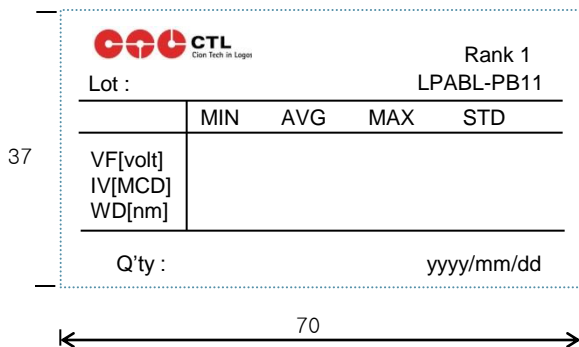 CTL
Cion Tech in Logos
Rank 1
Lot :
LPABL-PB11
MIN AVG MAX STD
37
VF[volt]
IV[MCD]
WD[nm]
Q'ty :
yyyy/mm/dd
70